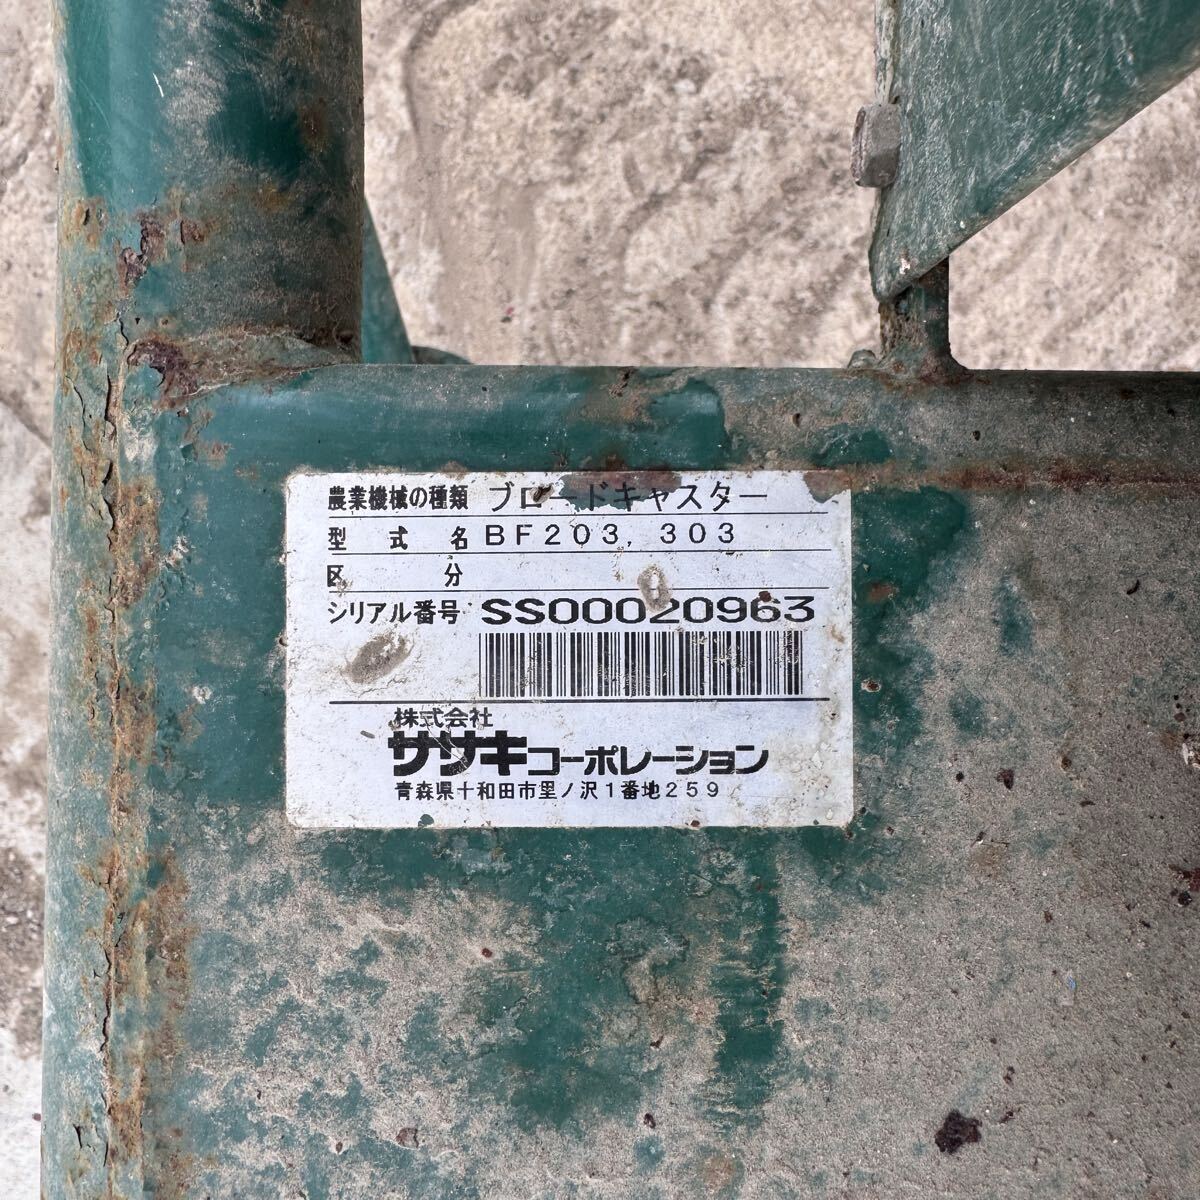 農業機械の種類 ブロードキャスター
型式名 BF203, 303
区分
シリアル番号 SS00020963
株式会社
ササキコーポレーション
青森県十和田市里ノ沢1番地259